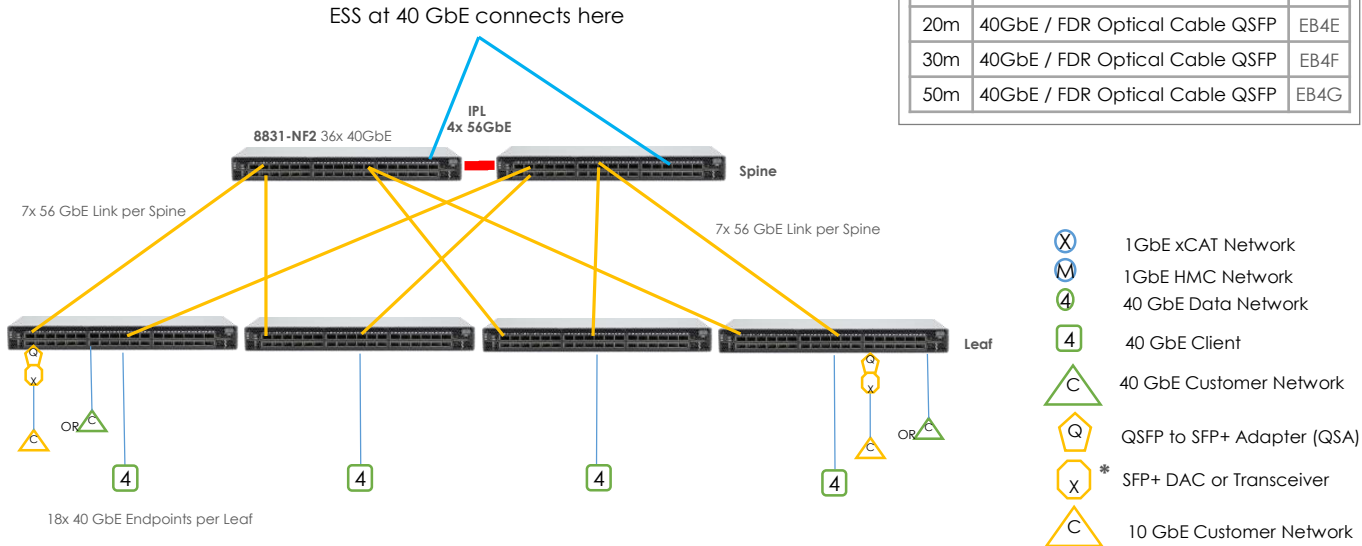 ESS at 40 GbE connects here
20m 40GbE / FDR Optical Cable QSFP EB4E
30m 40GbE / FDR Optical Cable QSFP EB4F
50m 40GbE / FDR Optical Cable QSFP EB4G
IPL
4x 56GbE
8831-NF2 36x 40GbE
Spine
7x 56 GbE Link per Spine
7x 56 GbE Link per Spine
Leaf
Q
X
C
OR
C
4
4
4
4
Q
X
C
OR
C
18x 40 GbE Endpoints per Leaf
X 1GbE xCAT Network
M 1GbE HMC Network
4 40 GbE Data Network
4 40 GbE Client
C 40 GbE Customer Network
Q QSFP to SFP+ Adapter (QSA)
X * SFP+ DAC or Transceiver
C 10 GbE Customer Network